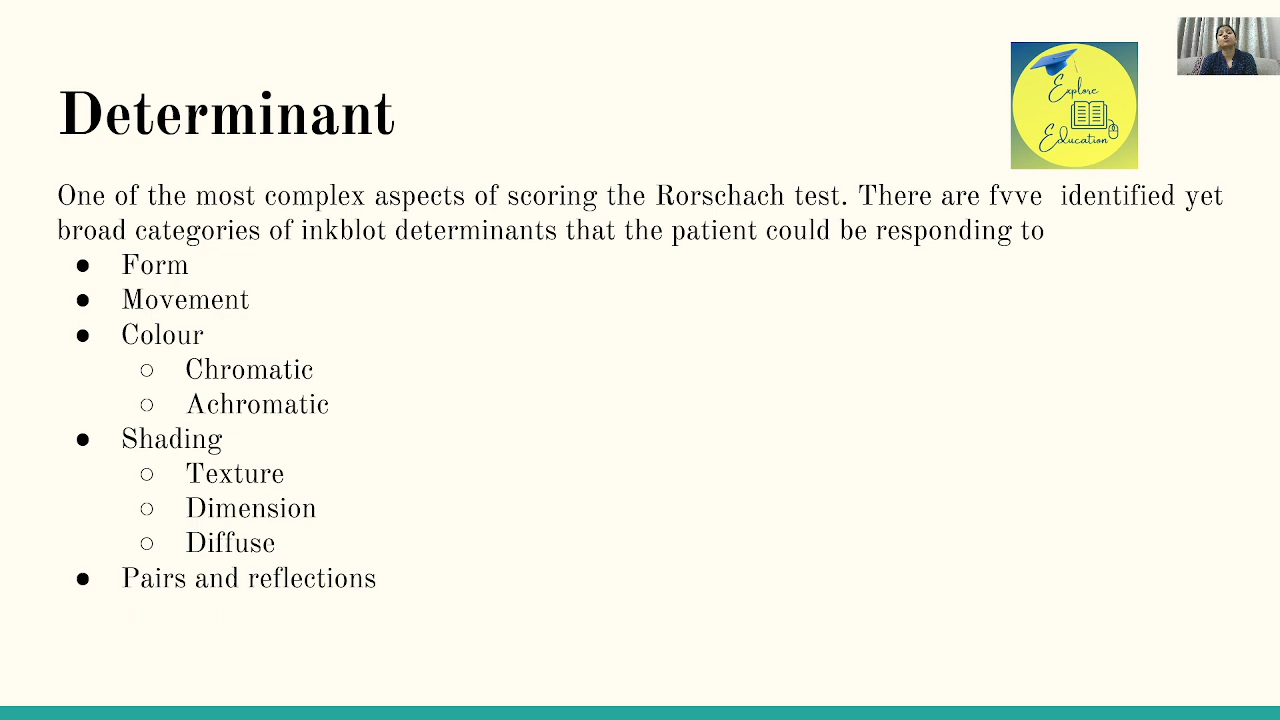 Determinant
Explore
Education
One of the most complex aspects of scoring the Rorschach test. There are fvve identified yet
broad categories of inkblot determinants that the patient could be responding to
● Form
● Movement
● Colour
○ Chromatic
○ Achromatic
● Shading
○ Texture
○ Dimension
○ Diffuse
● Pairs and reflections